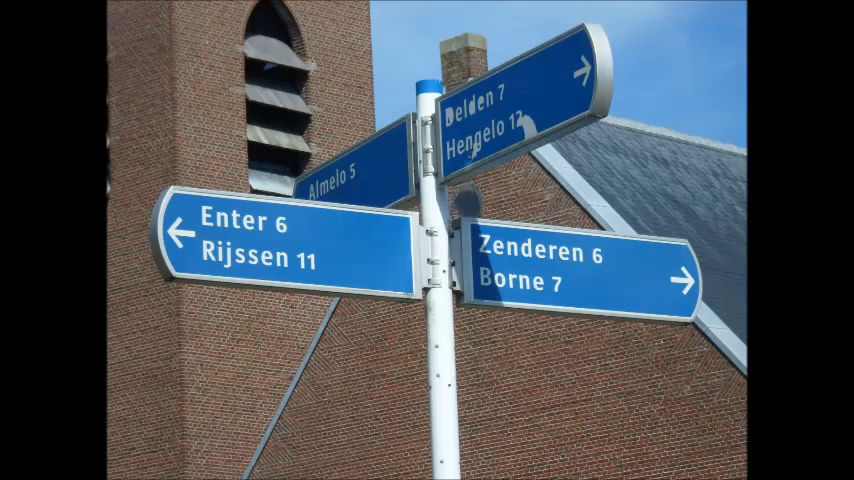 Delden 7
Hengelo 12
Almelo 5
Enter 6
Rijssen 11
Zenderen 6
Borne 7